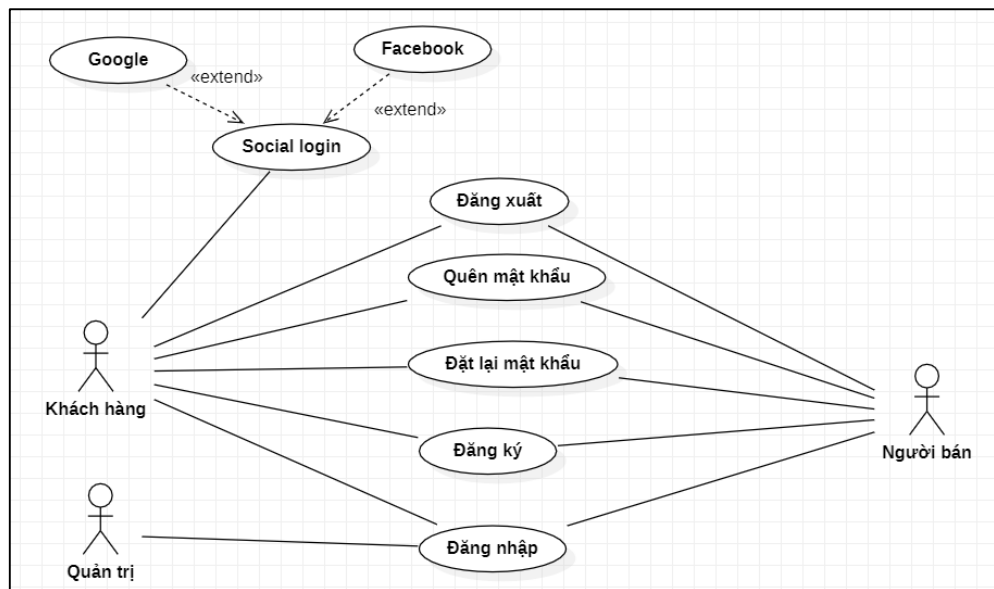 Google
Facebook
«extend»
«extend»
Social login
Đăng xuất
Quên mật khẩu
Đặt lại mật khẩu
Khách hàng
Đăng ký
Người bán
Đăng nhập
Quản trị